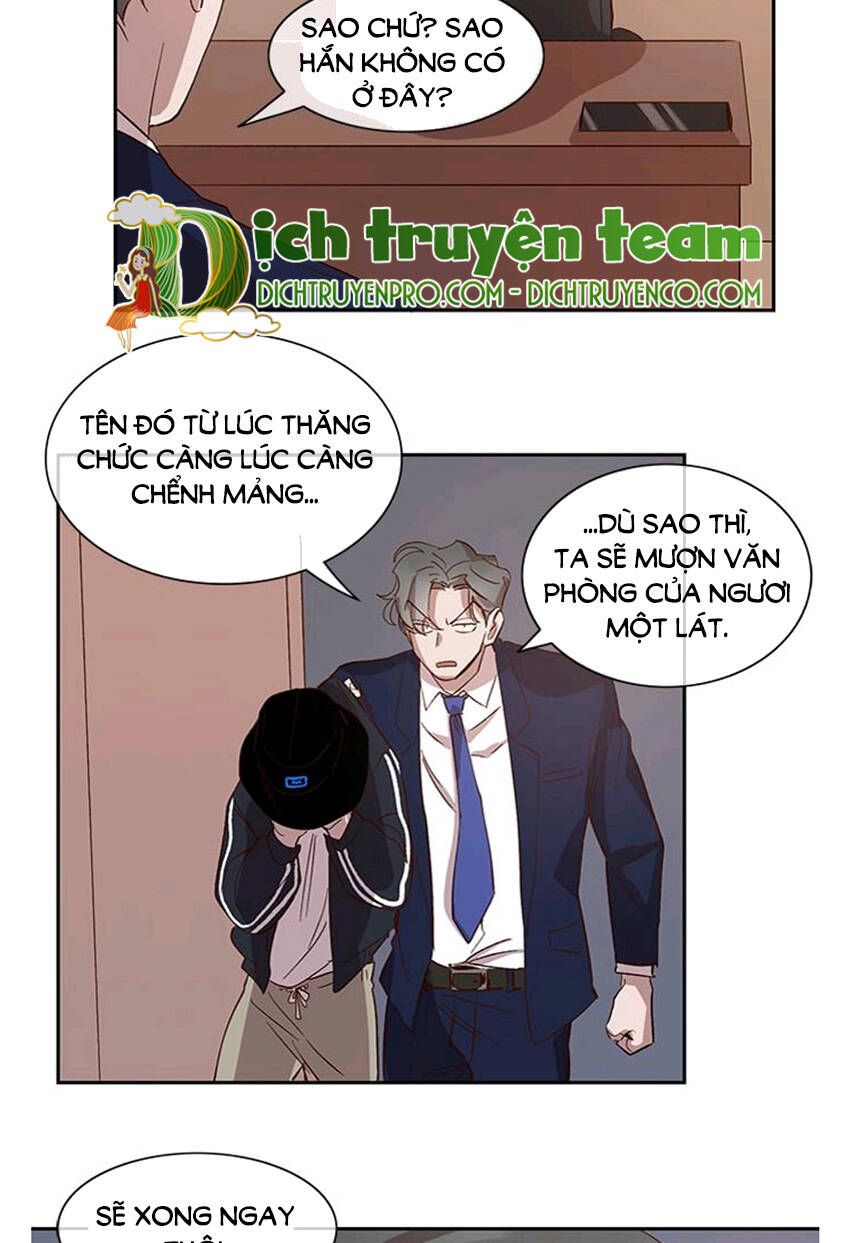 SAO CHỨ? SAO
HẮN KHÔNG CÓ
Ở ĐÂY?
Dịch truyện team
DICHTRUYENPRO.COM - DICHTRUYENCO.COM
TÊN ĐÓ TỪ LÚC THĂNG
CHỨC CÀNG LÚC CÀNG
CHỂNH MẢNG...
...DÙ SAO THÌ,
TA SẼ MƯỢN VĂN
PHÒNG CỦA NGƯƠI
MỘT LÁT.
SẼ XONG NGAY